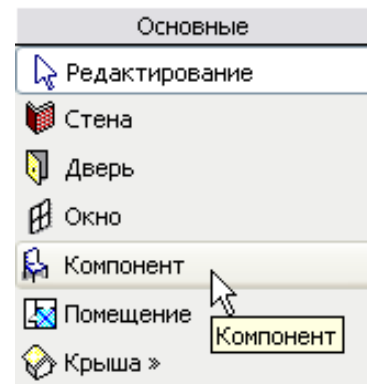 Основные
Редактирование
Стена
Дверь
Окно
Компонент
Помещение
Компонент
Крыша »